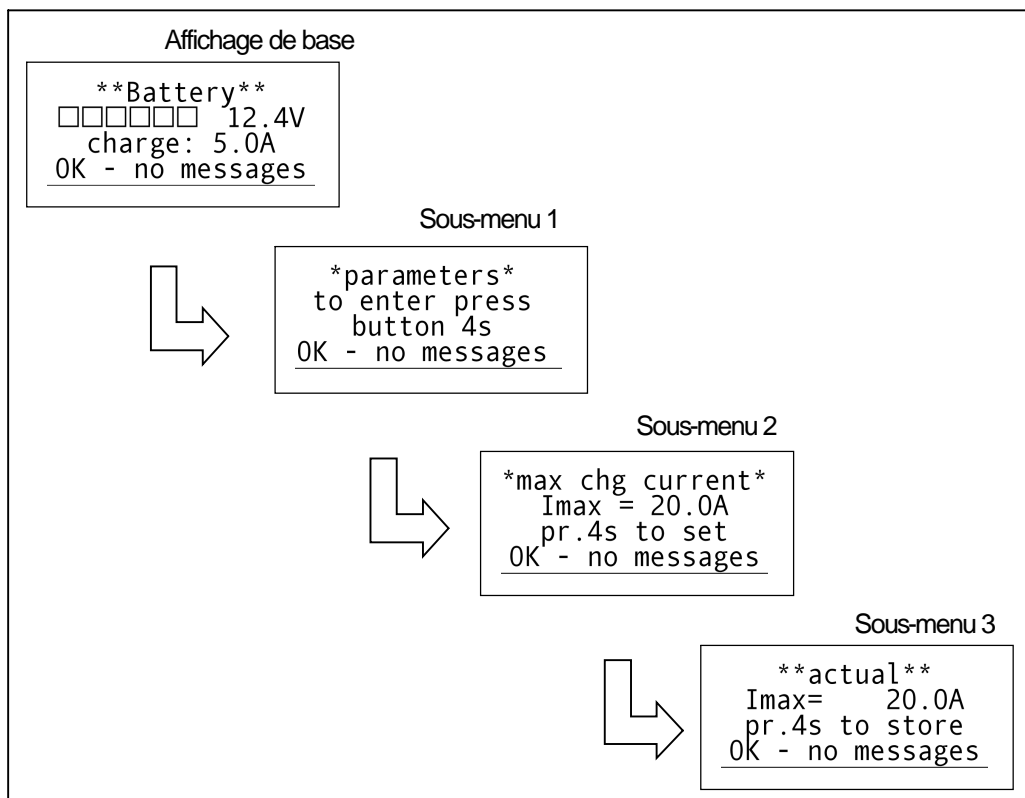 Affichage de base
**Battery**
□□□□□□ 12.4V
charge: 5.0A
OK - no messages
Sous-menu 1
*parameters*
to enter press
button 4s
OK - no messages
Sous-menu 2
*max chg current*
Imax = 20.0A
pr.4s to set
OK - no messages
Sous-menu 3
**actual**
Imax= 20.0A
pr.4s to store
OK - no messages